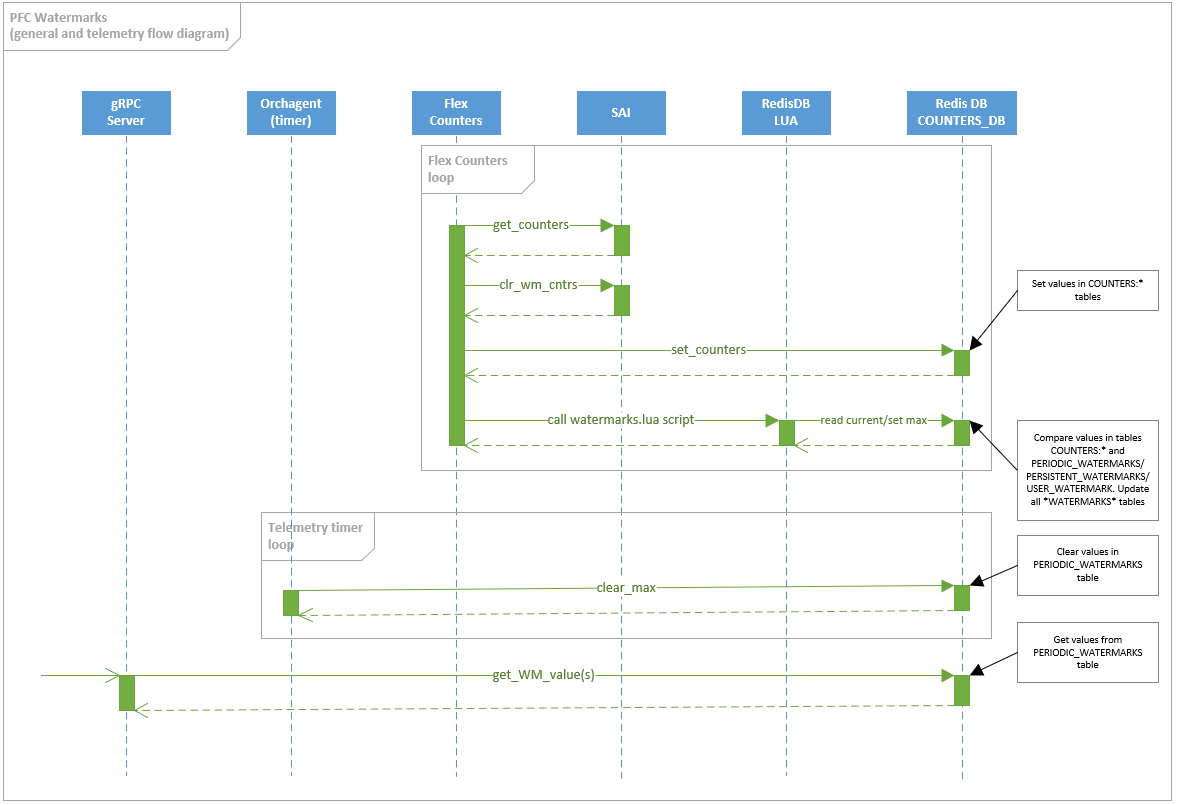 PFC Watermarks
(general and telemetry flow diagram)
gRPC
Server
Orchagent
(timer)
Flex
Counters
SAI
RedisDB
LUA
Redis DB
COUNTERS_DB
Flex Counters
loop
get_counters
clr_wm_cntrs
Set values in COUNTERS:*
tables
set_counters
call watermarks.lua script
read current/set max
Compare values in tables
COUNTERS:* and
PERIODIC_WATERMARKS/
PERSISTENT_WATERMARKS/
USER_WATERMARK. Update
all *WATERMARKS* tables
Telemetry timer
loop
Clear values in
PERIODIC_WATERMARKS
table
clear_max
Get values from
PERIODIC_WATERMARKS
table
get_WM_value(s)